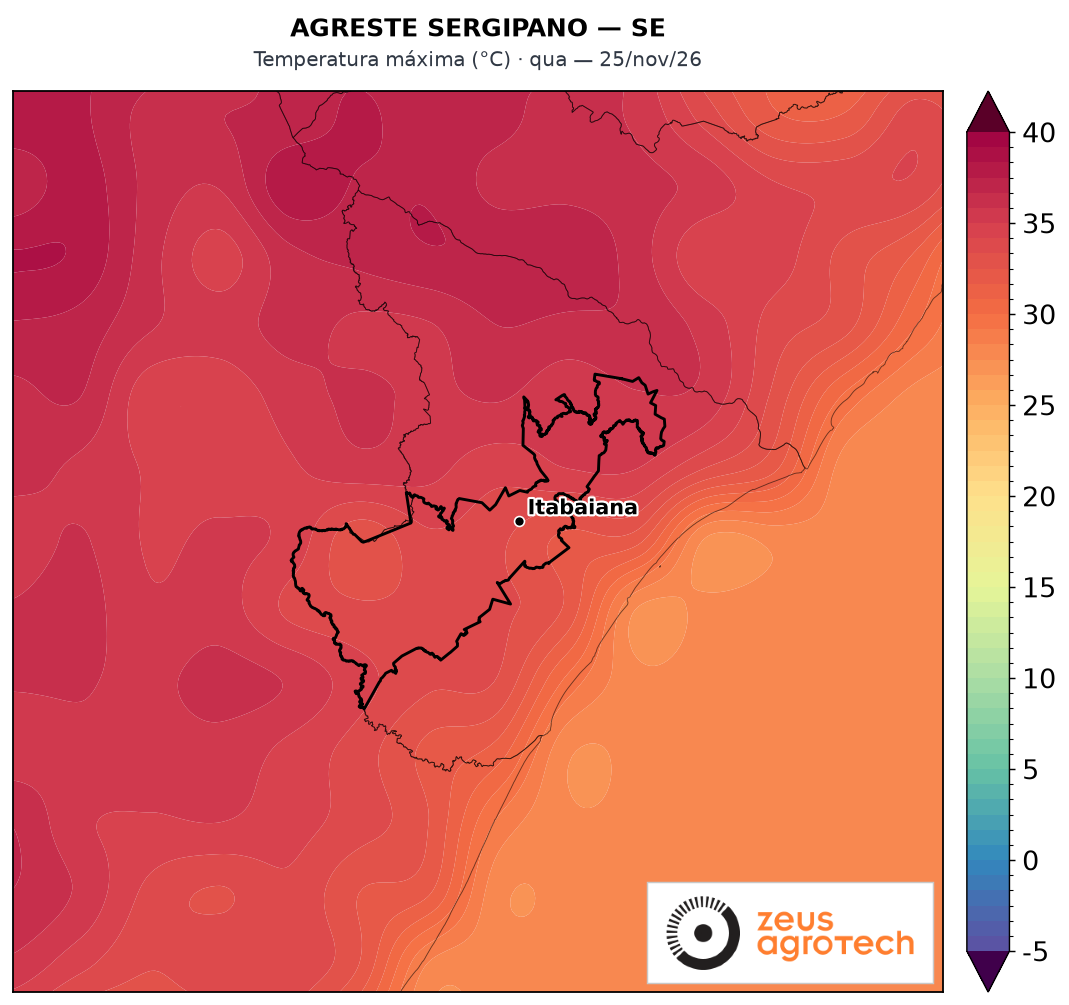 AGRESTE SERGIPANO — SE
Temperatura máxima (°C) · qua — 25/nov/26
Itabaiana
40
35
30
25
20
15
10
5
0
-5
zeus
agrotech